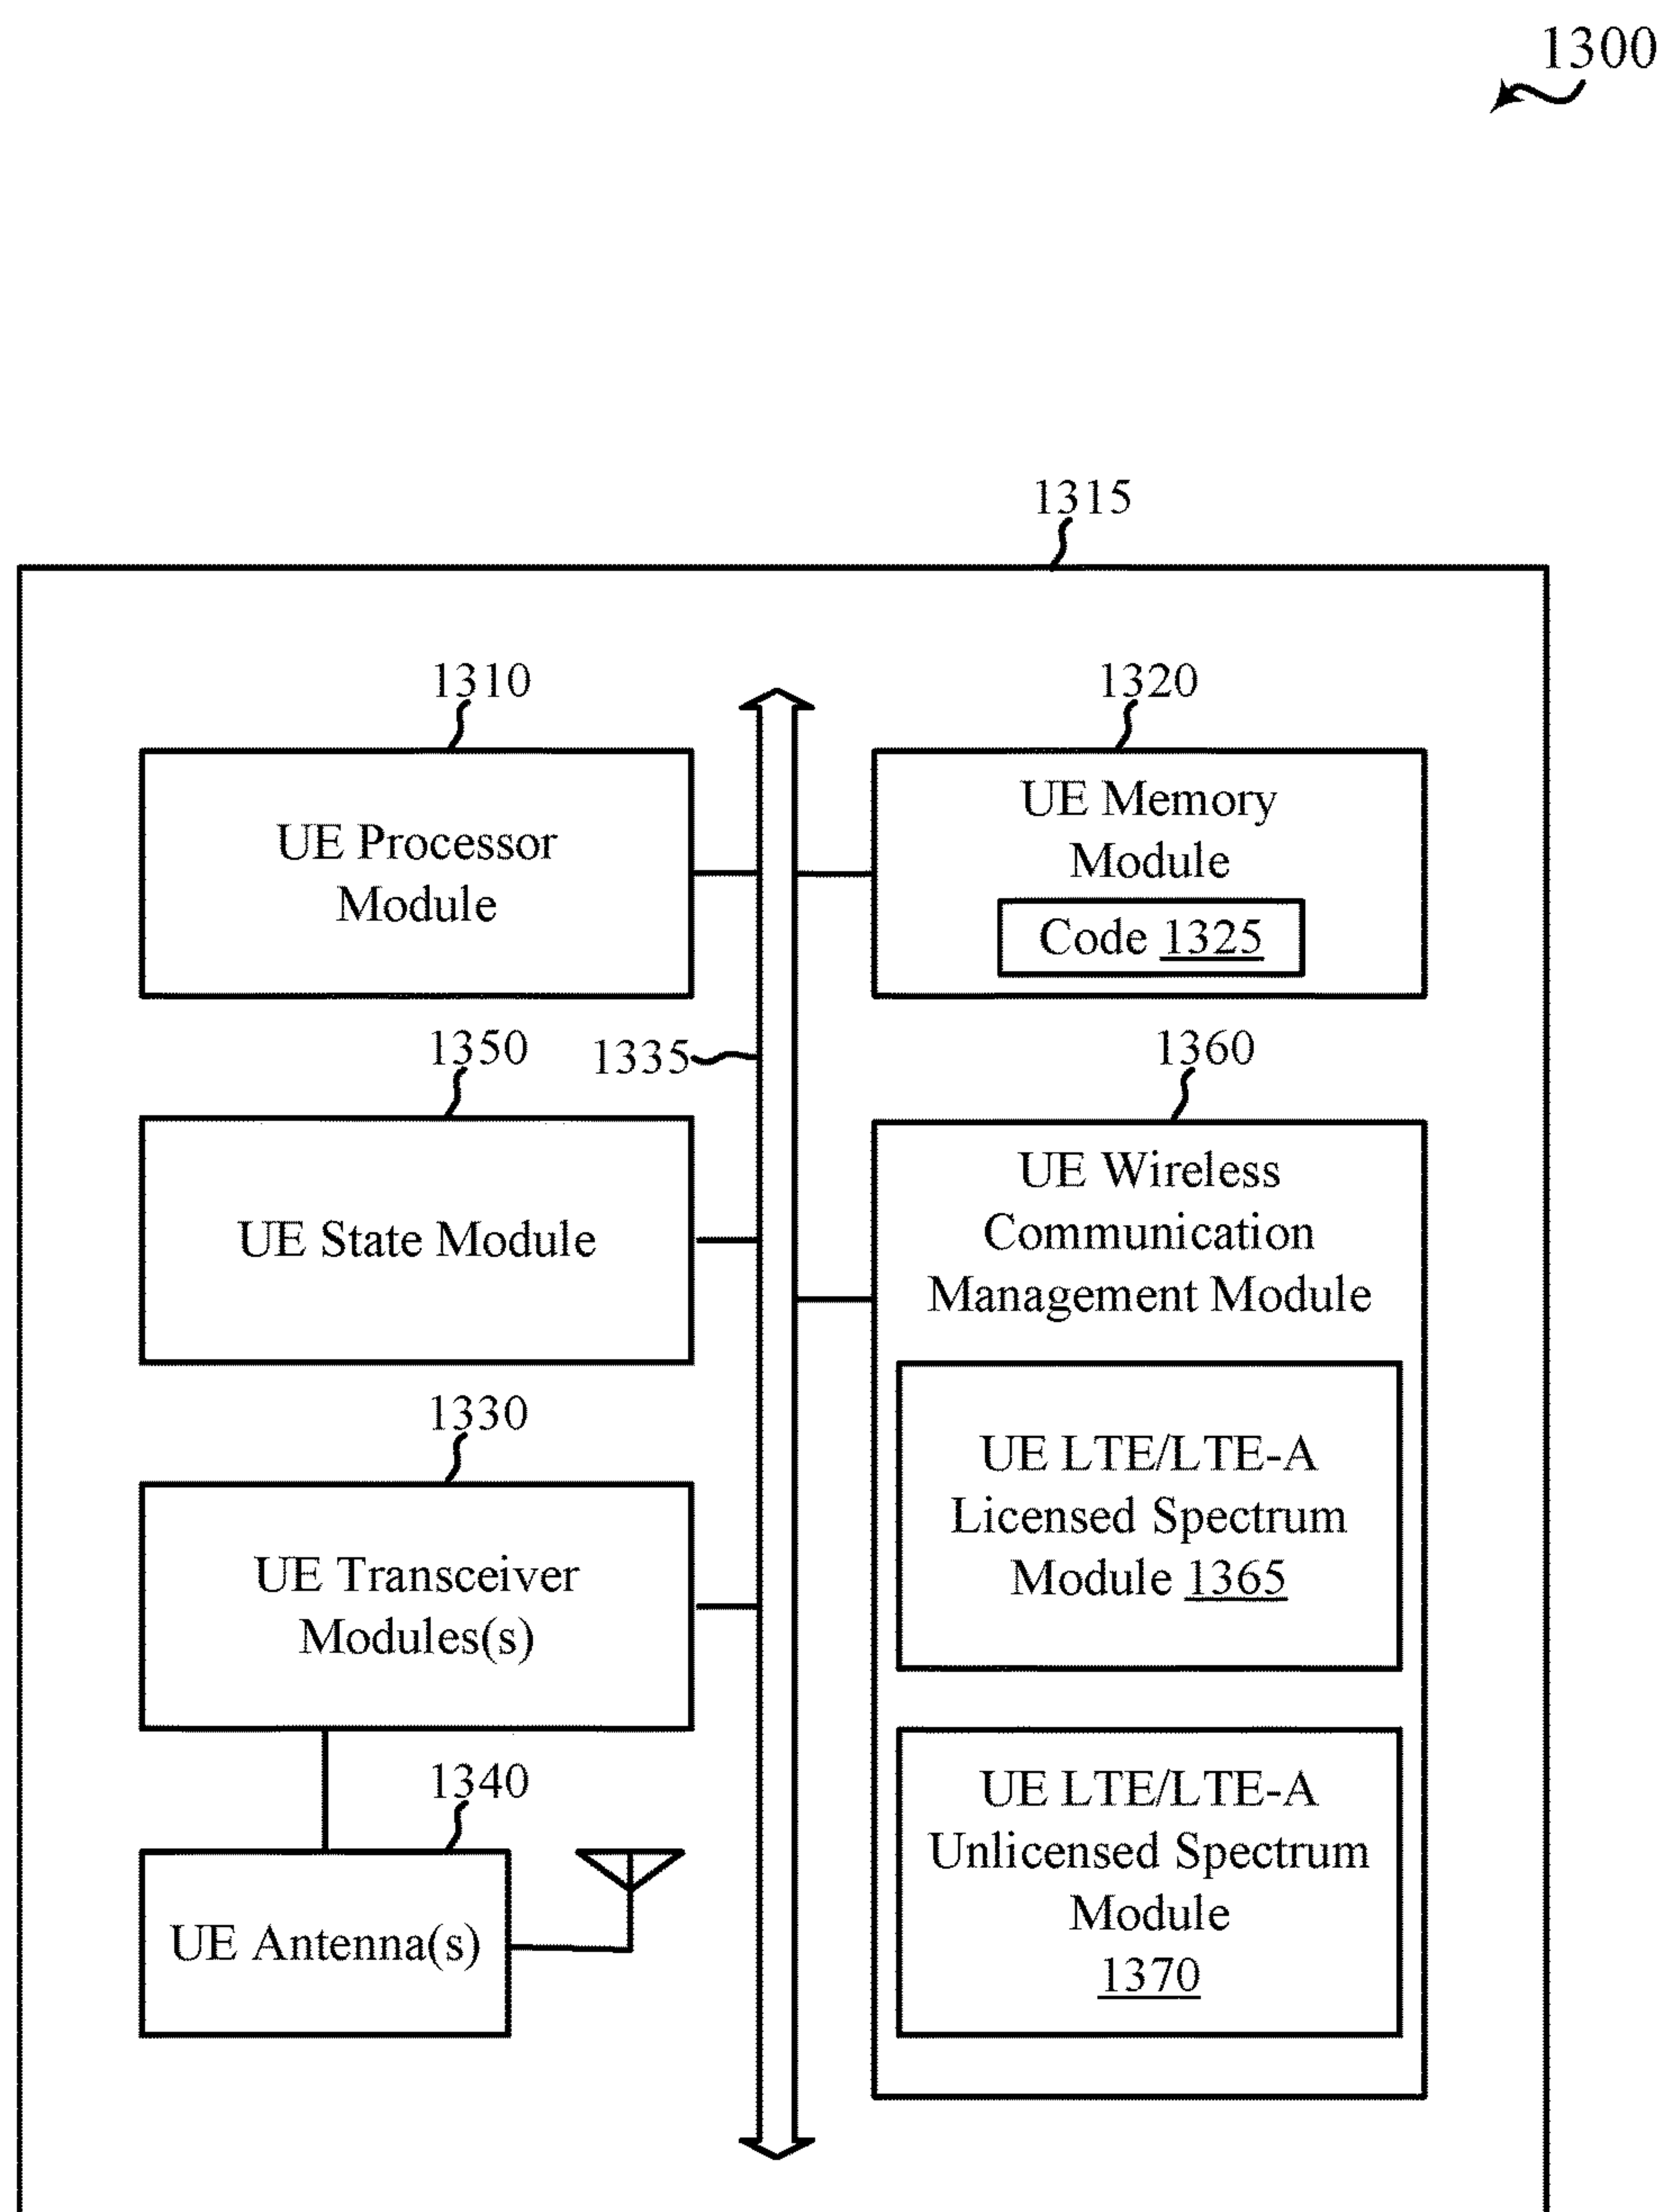 1300
1315
1310
UE Processor
Module
1320
UE Memory
Module
Code 1325
1350
UE State Module
1335
1360
UE Wireless
Communication
Management Module
UE LTE/LTE-A
Licensed Spectrum
Module 1365
UE LTE/LTE-A
Unlicensed Spectrum
Module
1370
1330
UE Transceiver
Modules(s)
1340
UE Antenna(s)